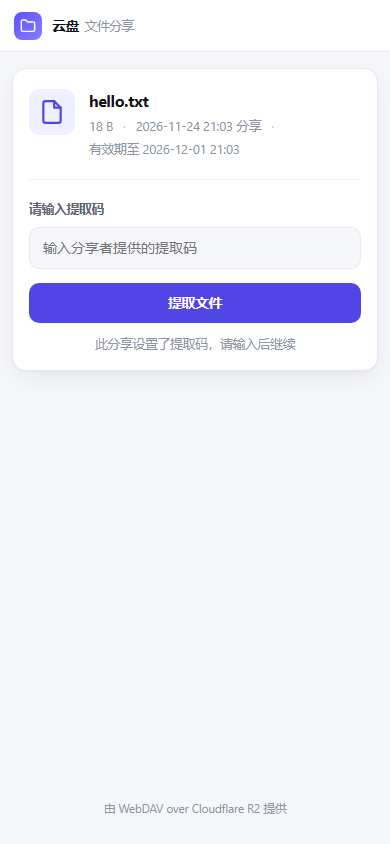 云盘 文件分享
hello.txt
18 B · 2026-11-24 21:03 分享 ·
有效期至 2026-12-01 21:03
请输入提取码
输入分享者提供的提取码
提取文件
此分享设置了提取码，请输入后继续
由 WebDAV over Cloudflare R2 提供